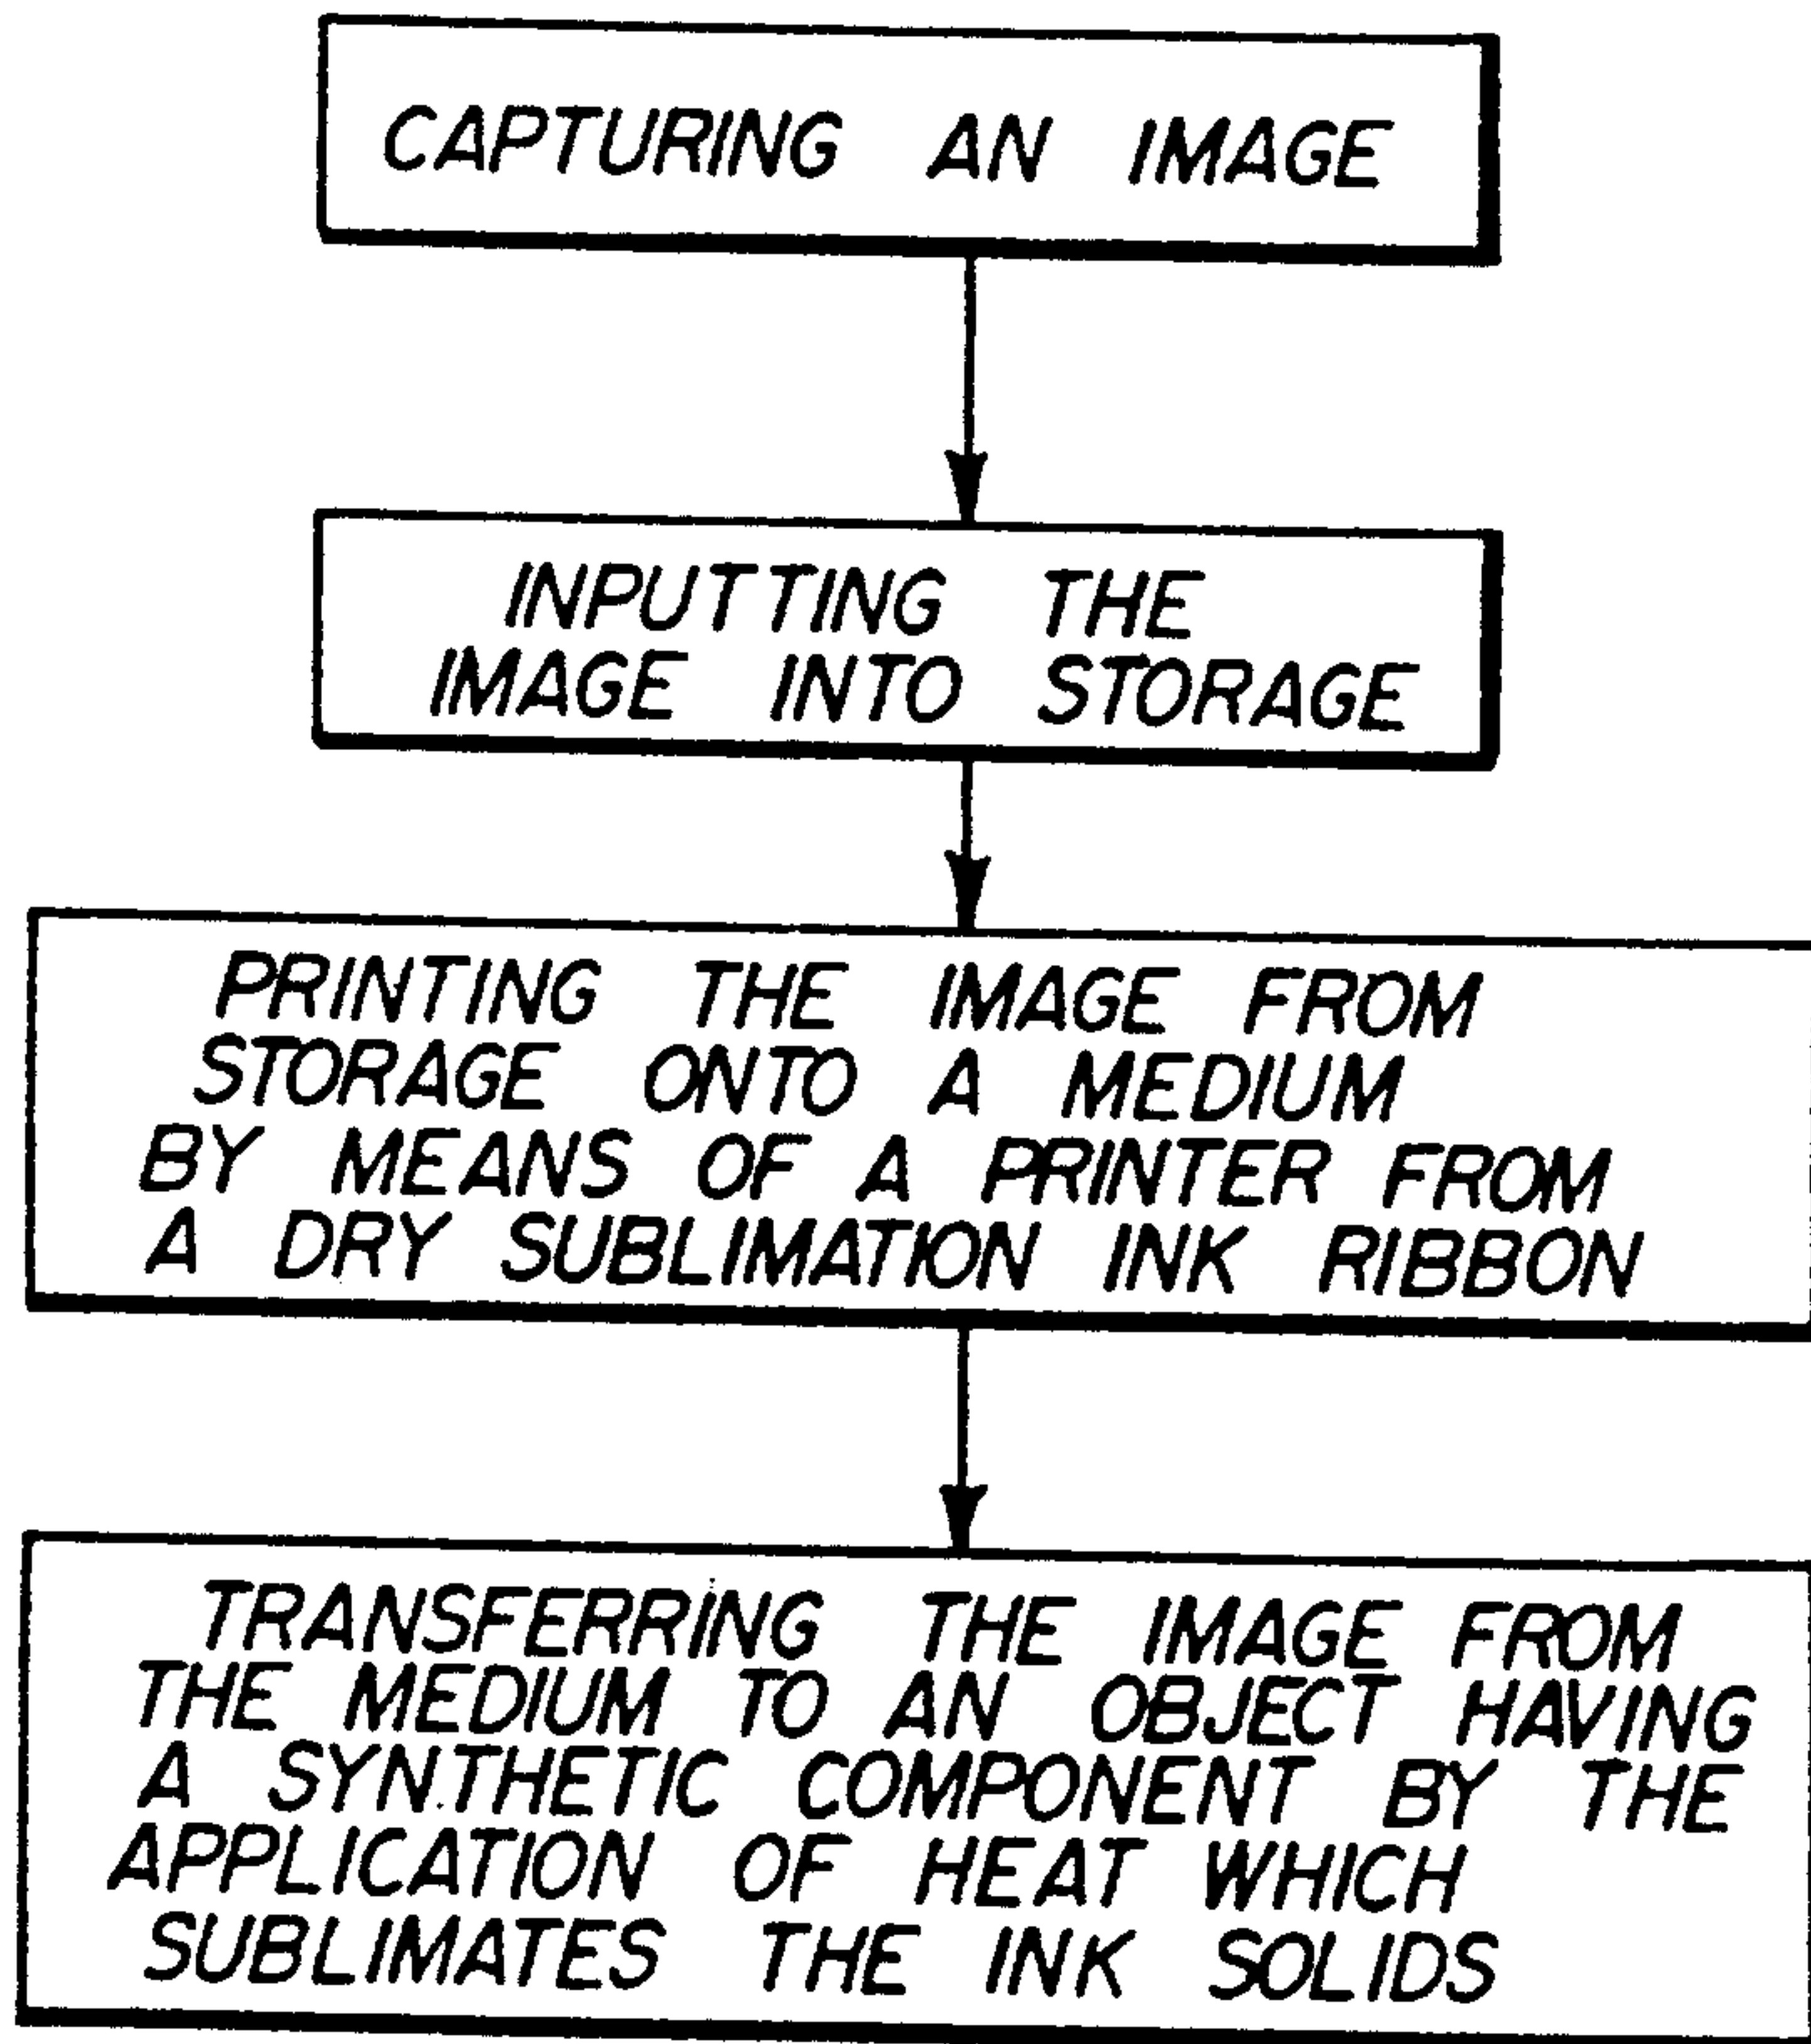 CAPTURING AN IMAGE
INPUTTING THE
IMAGE INTO STORAGE
PRINTING THE IMAGE FROM
STORAGE ONTO A MEDIUM
BY MEANS OF A PRINTER FROM
A DRY SUBLIMATION INK RIBBON
TRANSFERRING THE IMAGE FROM
THE MEDIUM TO AN OBJECT HAVING
A SYNTHETIC COMPONENT BY THE
APPLICATION OF HEAT WHICH
SUBLIMATES THE INK SOLIDS